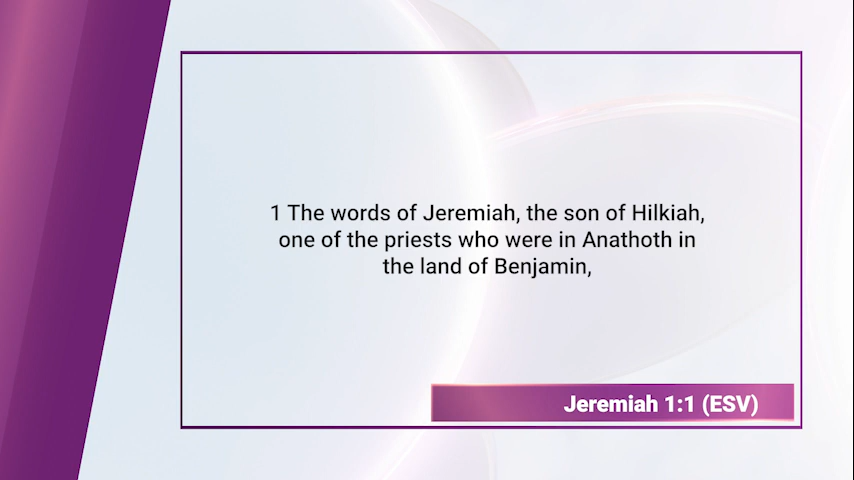 1 The words of Jeremiah, the son of Hilkiah,
one of the priests who were in Anathoth in
the land of Benjamin,
Jeremiah 1:1 (ESV)